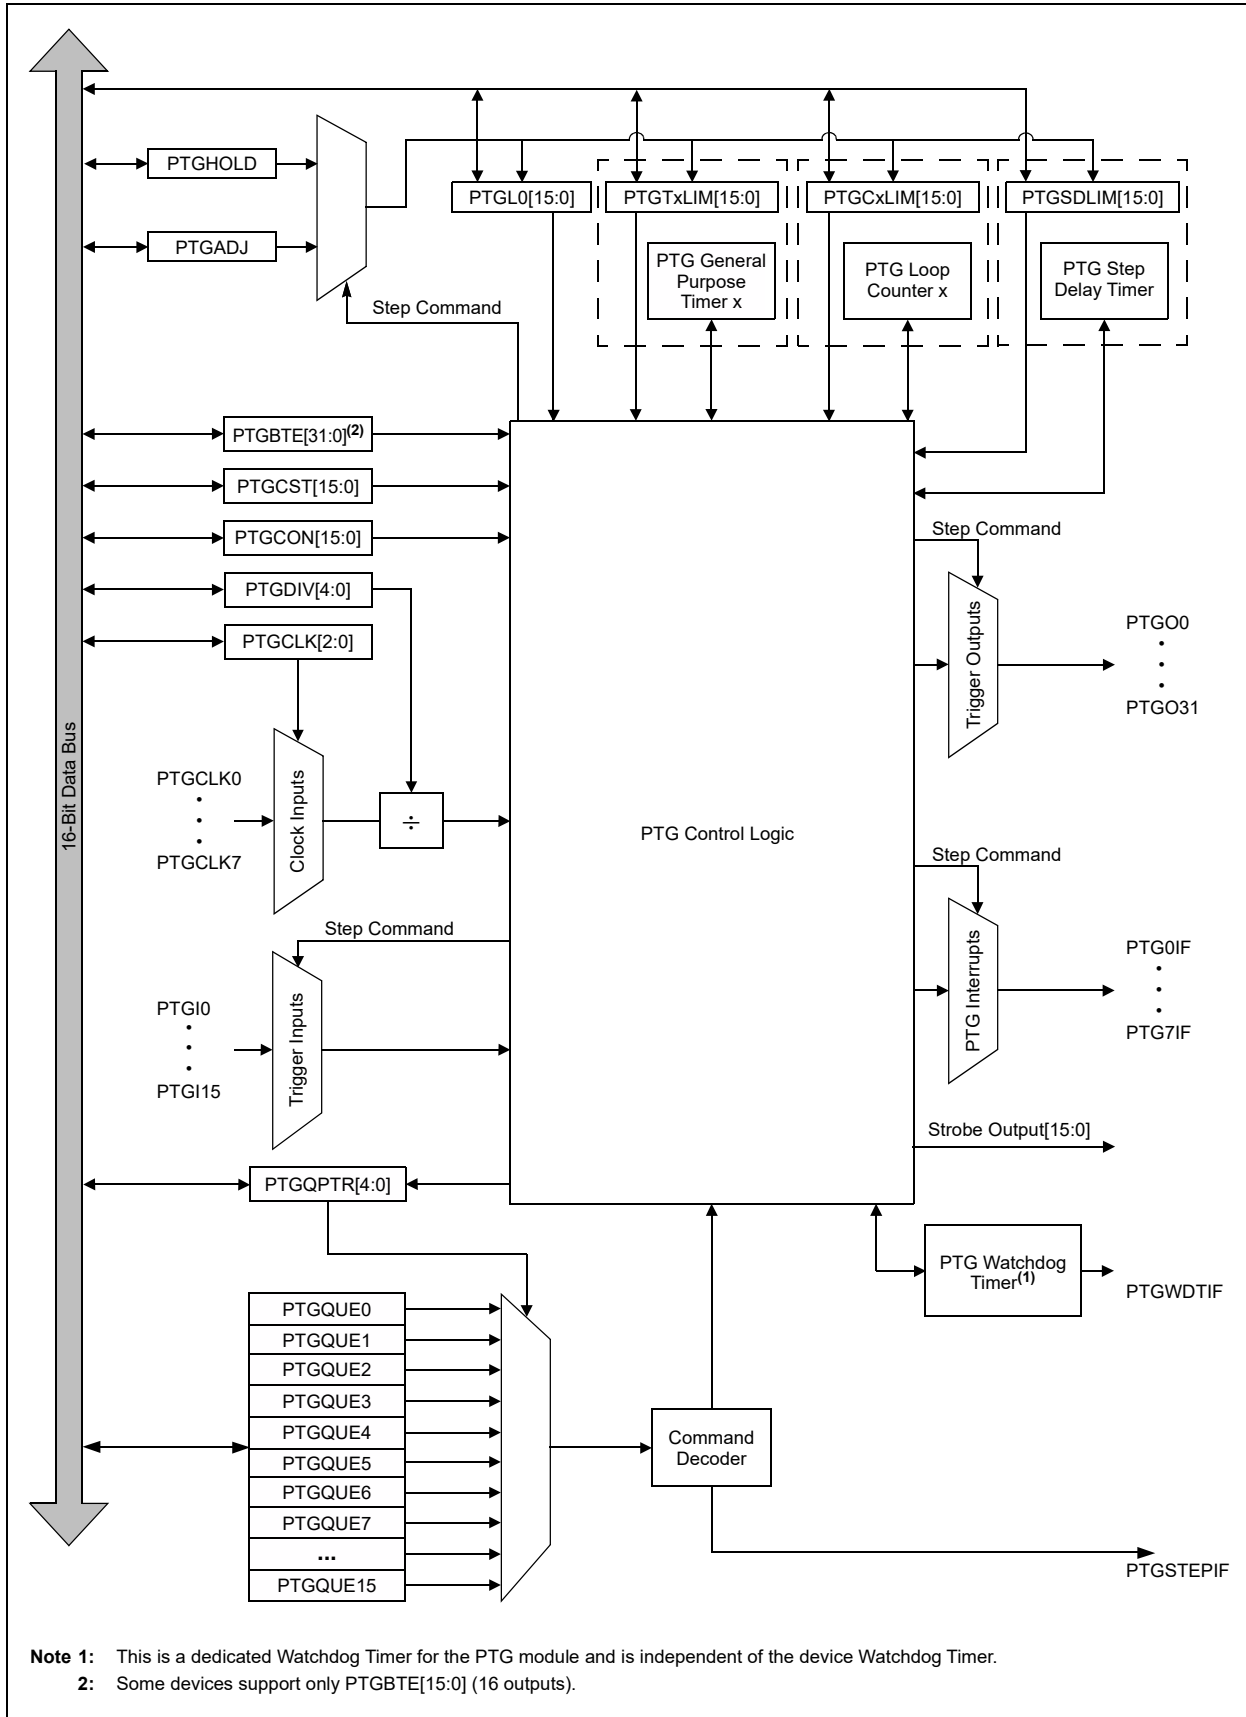 PTGHOLD
PTGL0[15:0]
PTGTxLIM[15:0]
PTGCxLIM[15:0]
PTGSDLIM[15:0]
PTGADJ
PTG General
Purpose
Timer x
PTG Loop
Counter x
PTG Step
Delay Timer
Step Command
PTGBTE[31:0](2)
PTGCST[15:0]
PTGCON[15:0]
Step Command
PTGDIV[4:0]
PTGCLK[2:0]
Trigger Outputs
PTGO0
PTGO31
16-Bit Data Bus
PTGCLK0
PTGCLK7
Clock Inputs
÷
PTG Control Logic
Step Command
Step Command
PTGI0
PTGI15
Trigger Inputs
PTG Interrupts
PTG0IF
PTG7IF
Strobe Output[15:0]
PTGQPTR[4:0]
PTG Watchdog
Timer(1)
PTGWDTIF
PTGQUE0
PTGQUE1
PTGQUE2
PTGQUE3
PTGQUE4
PTGQUE5
PTGQUE6
PTGQUE7
...
PTGQUE15
Command
Decoder
PTGSTEPIF
Note 1: This is a dedicated Watchdog Timer for the PTG module and is independent of the device Watchdog Timer.
2: Some devices support only PTGBTE[15:0] (16 outputs).